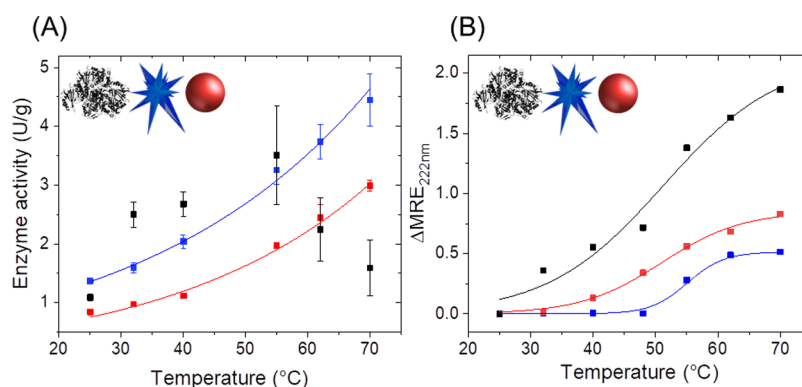 (A)
Enzyme activity (U/g)
5
4
3
2
1
20 30 40 50 60 70
Temperature (°C)
(B)
ΔMRE222nm
2.0
1.5
1.0
0.5
0.0
20 30 40 50 60 70
Temperature (°C)